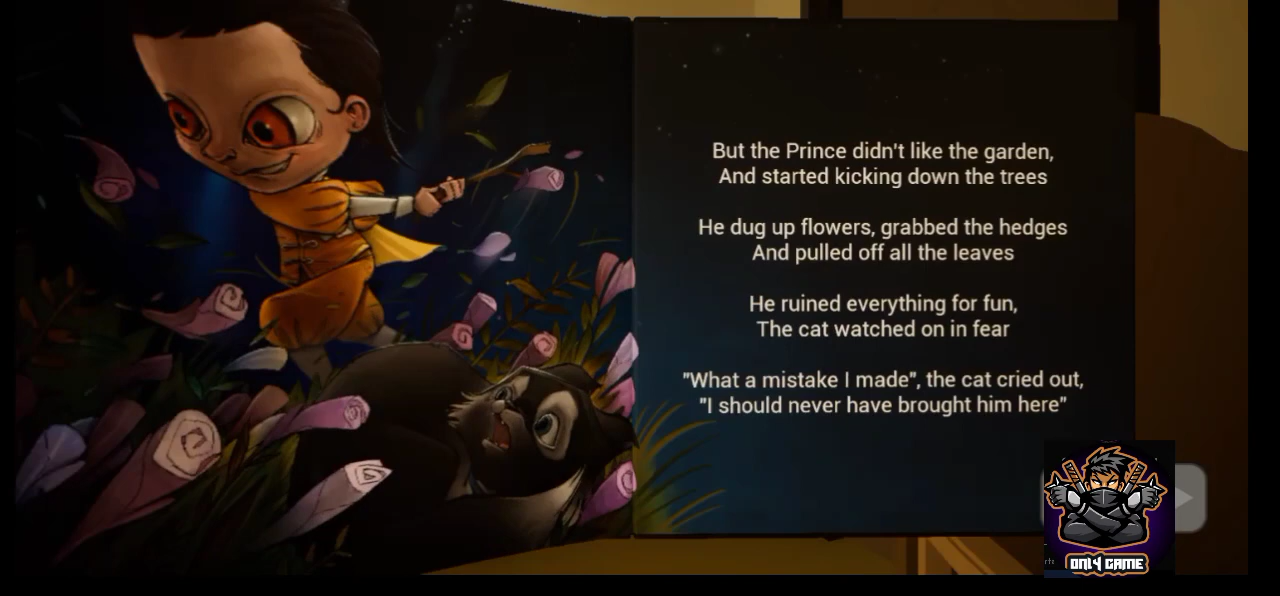 But the Prince didn't like the garden,
And started kicking down the trees
He dug up flowers, grabbed the hedges
And pulled off all the leaves
He ruined everything for fun,
The cat watched on in fear
"What a mistake I made", the cat cried out,
"I should never have brought him here"
ONLY GAME